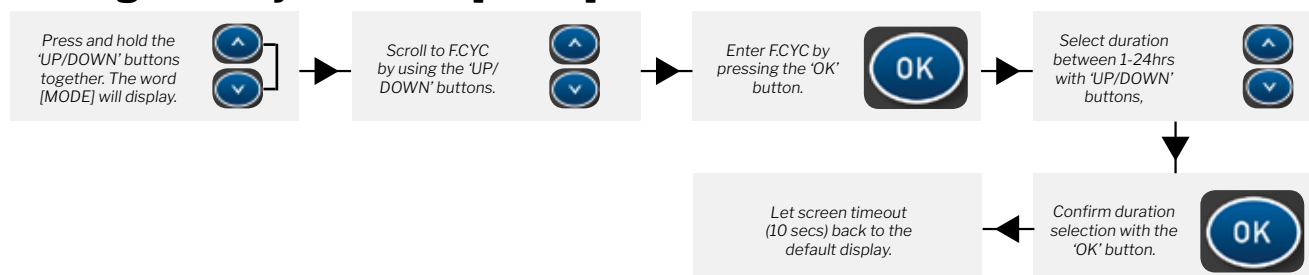 Press and hold the
‘UP/DOWN’ buttons
together. The word
[MODE] will display.
Scroll to F.CYC
by using the ‘UP/
DOWN’ buttons.
Enter F.CYC by
pressing the ‘OK’
button.
OK
Select duration
between 1-24hrs
with ‘UP/DOWN’
buttons,
Confirm duration
selection with the
‘OK’ button.
OK
Let screen timeout
(10 secs) back to the
default display.